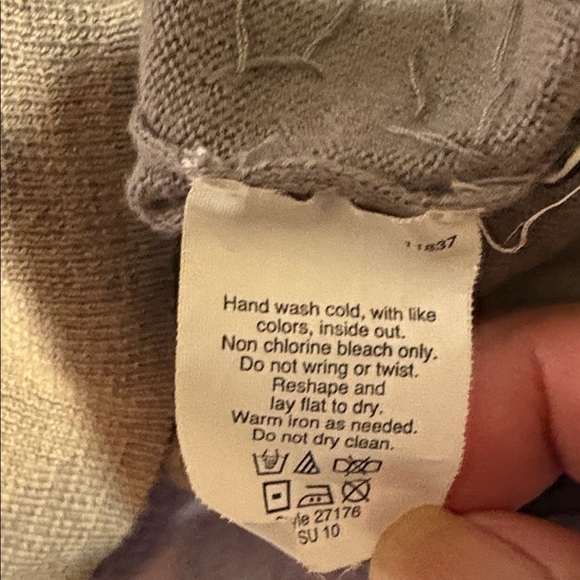 Hand wash cold, with like
colors, inside out.
Non chlorine bleach only.
Do not wring or twist.
Reshape and
lay flat to dry.
Warm iron as needed.
Do not dry clean.
27176
SU 10